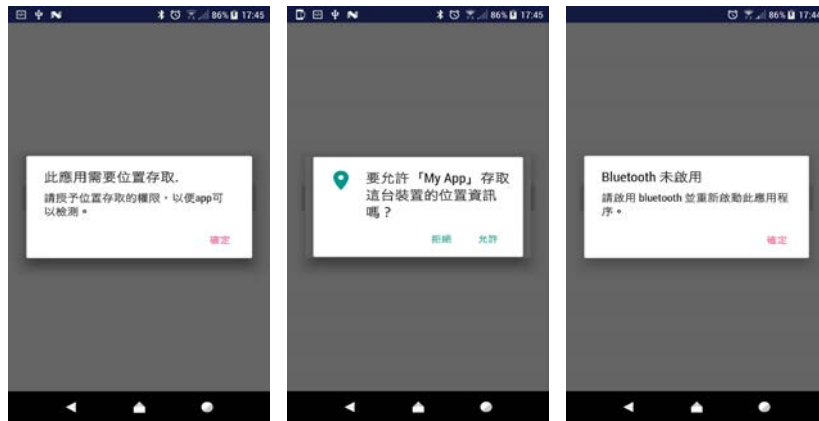 86% 17:45
此應用需要位置存取.
請授予位置存取的權限，以便app可
以檢測。
確定
86% 17:45
要允許「My App」存取
這台裝置的位置資訊
嗎？
拒絕 允許
86% 17:44
Bluetooth 未啟用
請啟用 bluetooth 並重新啟動此應用程
序。
確定